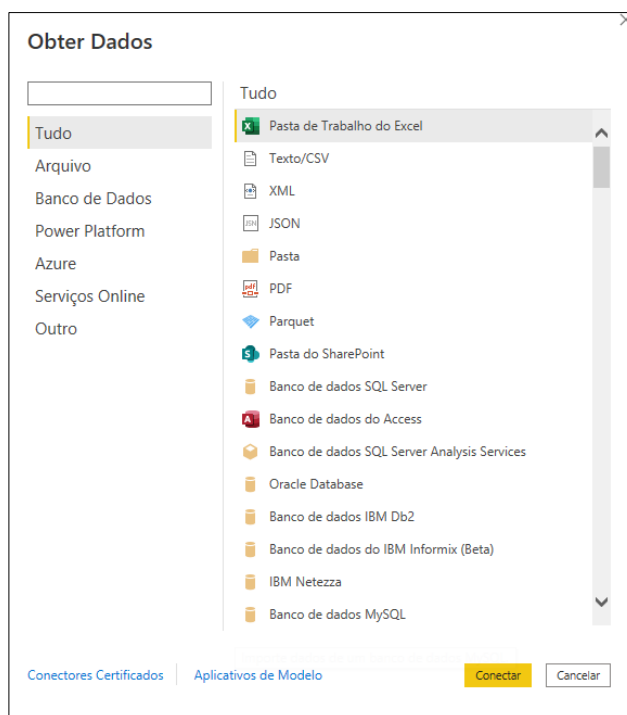 Obter Dados
Tudo
Arquivo
Banco de Dados
Power Platform
Azure
Serviços Online
Outro
Tudo
Pasta de Trabalho do Excel
Texto/CSV
XML
JSON
Pasta
PDF
Parquet
Pasta do SharePoint
Banco de dados SQL Server
Banco de dados do Access
Banco de dados SQL Server Analysis Services
Oracle Database
Banco de dados IBM Db2
Banco de dados do IBM Informix (Beta)
IBM Netezza
Banco de dados MySQL
Conectores Certificados
Aplicativos de Modelo
Conectar
Cancelar